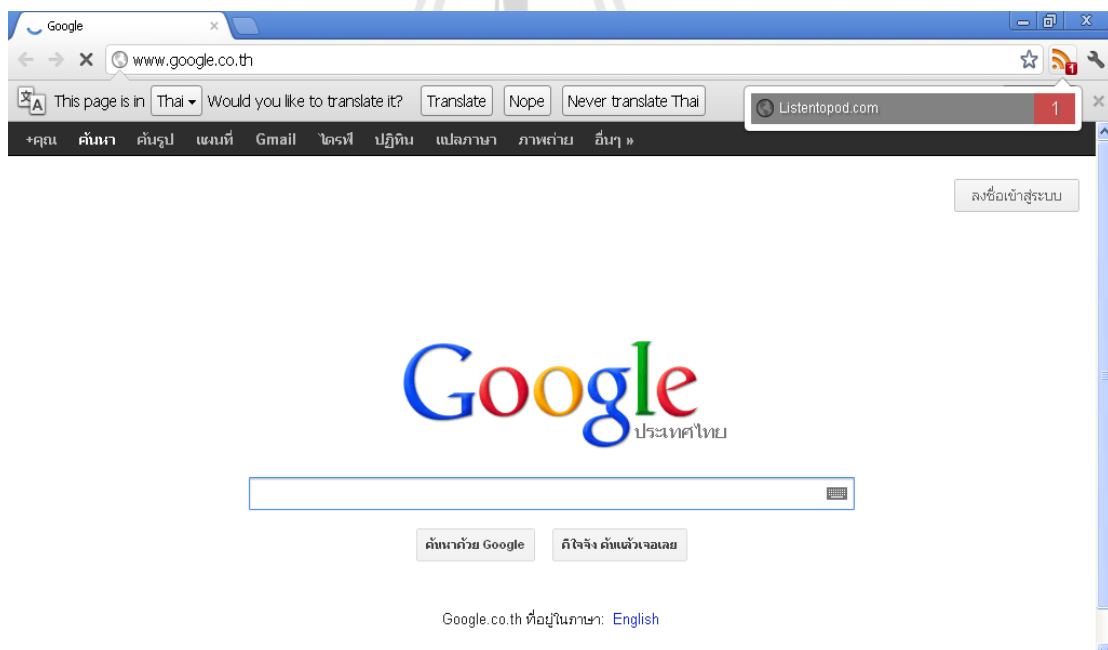 Google
www.google.co.th
1
This page is in Thai Would you like to translate it? Translate Nope Never translate Thai
Listentopod.com 1
+คุณ ค้นหา ค้นรูป แผนที่ Gmail ไดรฟ์ ปฏิทิน แปลภาษา ภาพถ่าย อื่นๆ »
ลงชื่อเข้าสู่ระบบ
Google
ประเทศไทย
ค้นหาด้วย Google ดีใจจัง ค้นแล้วเจอเลย
Google.co.th ที่อยู่ในภาษา: English